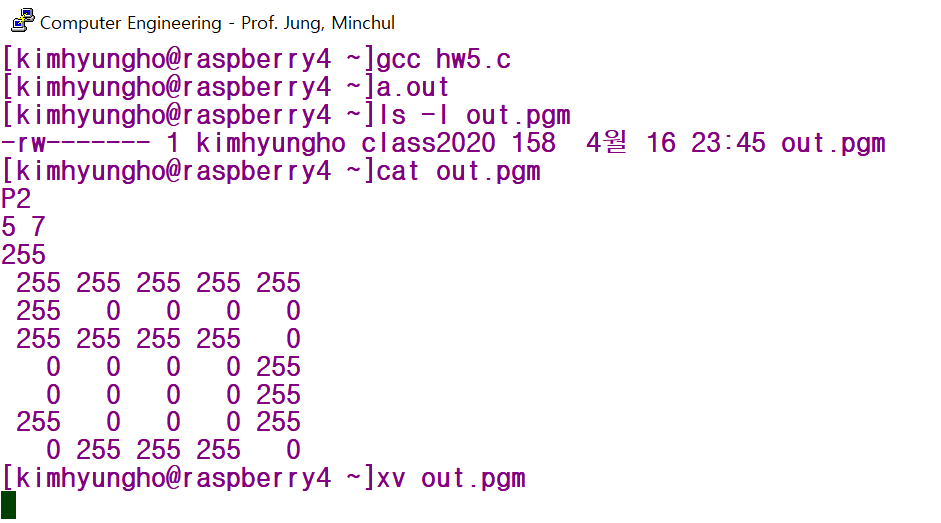 Computer Engineering - Prof. Jung, Minchul
[kimhyungho@raspberry4 ~]gcc hw5.c
[kimhyungho@raspberry4 ~]a.out
[kimhyungho@raspberry4 ~]ls -l out.pgm
-rw------- 1 kimhyungho class2020 158  4월 16 23:45 out.pgm
[kimhyungho@raspberry4 ~]cat out.pgm
P2
5 7
255
 255 255 255 255 255
 255   0   0   0   0
 255 255 255 255   0
   0   0   0   0 255
   0   0   0   0 255
 255   0   0   0 255
   0 255 255 255   0
[kimhyungho@raspberry4 ~]xv out.pgm